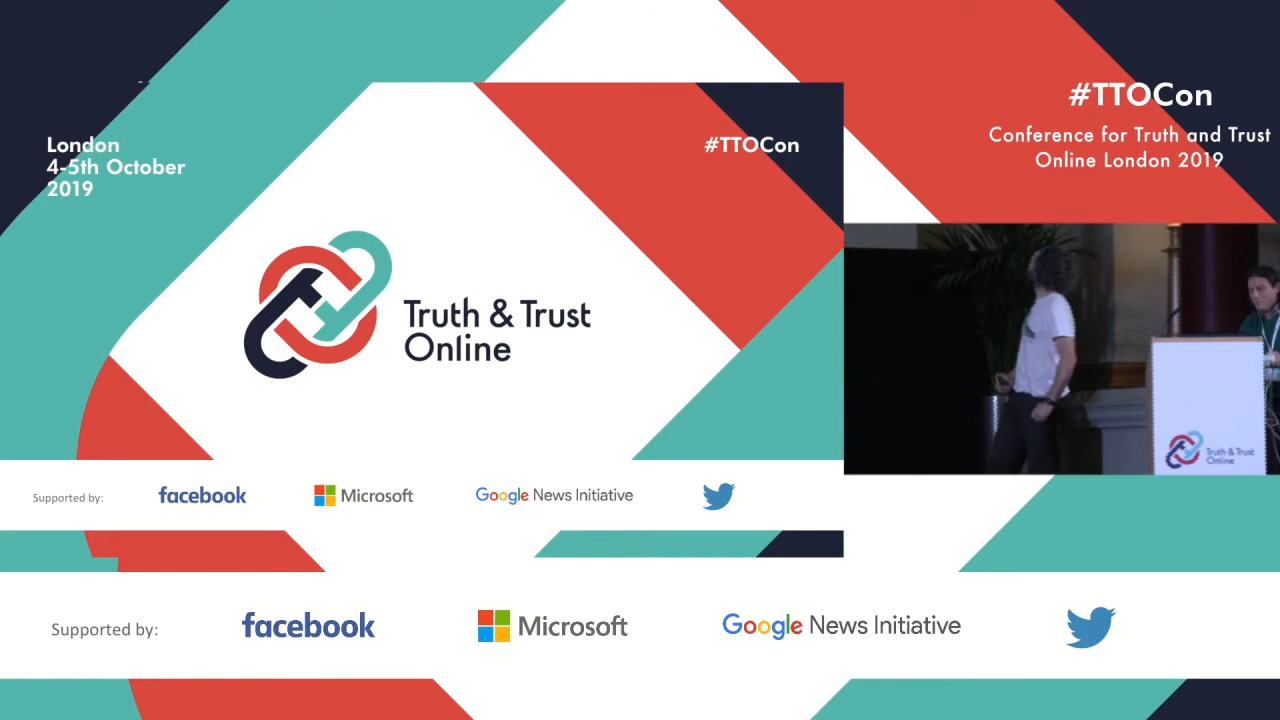 London
4-5th October
2019
#TTOCon
Truth & Trust
Online
Supported by:
facebook
Microsoft
Google News Initiative
#TTOCon
Conference for Truth and Trust
Online London 2019
Truth & Trust
Online
Supported by:
facebook
Microsoft
Google News Initiative